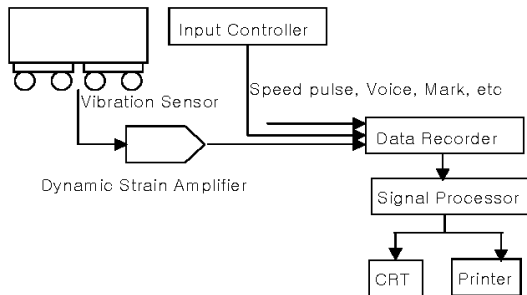 Input Controller
Speed pulse, Voice, Mark, etc
Vibration Sensor
Data Recorder
Dynamic Strain Amplifier
Signal Processor
CRT
Printer